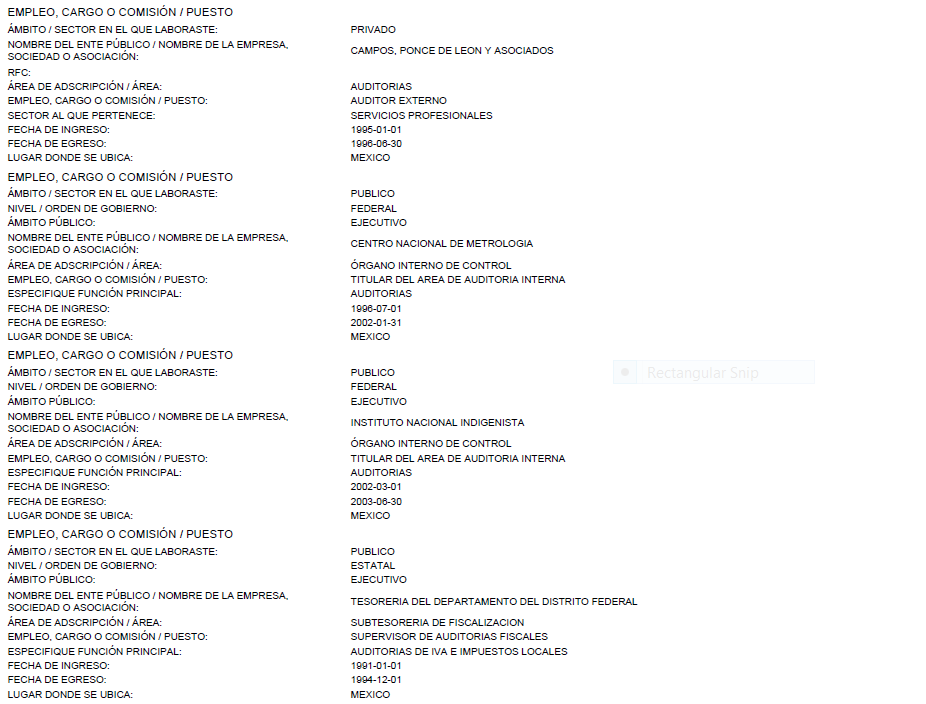 EMPLEO, CARGO O COMISIÓN / PUESTO
ÁMBITO / SECTOR EN EL QUE LABORASTE: PRIVADO
NOMBRE DEL ENTE PÚBLICO / NOMBRE DE LA EMPRESA,
SOCIEDAD O ASOCIACIÓN: CAMPOS, PONCE DE LEON Y ASOCIADOS
RFC:
ÁREA DE ADSCRIPCIÓN / ÁREA: AUDITORIAS
EMPLEO, CARGO O COMISIÓN / PUESTO: AUDITOR EXTERNO
SECTOR AL QUE PERTENECE: SERVICIOS PROFESIONALES
FECHA DE INGRESO: 1995-01-01
FECHA DE EGRESO: 1996-06-30
LUGAR DONDE SE UBICA: MEXICO
EMPLEO, CARGO O COMISIÓN / PUESTO
ÁMBITO / SECTOR EN EL QUE LABORASTE: PUBLICO
NIVEL / ORDEN DE GOBIERNO: FEDERAL
ÁMBITO PÚBLICO: EJECUTIVO
NOMBRE DEL ENTE PÚBLICO / NOMBRE DE LA EMPRESA,
SOCIEDAD O ASOCIACIÓN: CENTRO NACIONAL DE METROLOGIA
ÁREA DE ADSCRIPCIÓN / ÁREA: ÓRGANO INTERNO DE CONTROL
EMPLEO, CARGO O COMISIÓN / PUESTO: TITULAR DEL AREA DE AUDITORIA INTERNA
ESPECIFIQUE FUNCIÓN PRINCIPAL: AUDITORIAS
FECHA DE INGRESO: 1996-07-01
FECHA DE EGRESO: 2002-01-31
LUGAR DONDE SE UBICA: MEXICO
EMPLEO, CARGO O COMISIÓN / PUESTO
ÁMBITO / SECTOR EN EL QUE LABORASTE: PUBLICO
Rectangular Snip
NIVEL / ORDEN DE GOBIERNO: FEDERAL
ÁMBITO PÚBLICO: EJECUTIVO
NOMBRE DEL ENTE PÚBLICO / NOMBRE DE LA EMPRESA,
SOCIEDAD O ASOCIACIÓN: INSTITUTO NACIONAL INDIGENISTA
ÁREA DE ADSCRIPCIÓN / ÁREA: ÓRGANO INTERNO DE CONTROL
EMPLEO, CARGO O COMISIÓN / PUESTO: TITULAR DEL AREA DE AUDITORIA INTERNA
ESPECIFIQUE FUNCIÓN PRINCIPAL: AUDITORIAS
FECHA DE INGRESO: 2002-03-01
FECHA DE EGRESO: 2003-06-30
LUGAR DONDE SE UBICA: MEXICO
EMPLEO, CARGO O COMISIÓN / PUESTO
ÁMBITO / SECTOR EN EL QUE LABORASTE: PUBLICO
NIVEL / ORDEN DE GOBIERNO: ESTATAL
ÁMBITO PÚBLICO: EJECUTIVO
NOMBRE DEL ENTE PÚBLICO / NOMBRE DE LA EMPRESA,
SOCIEDAD O ASOCIACIÓN: TESORERIA DEL DEPARTAMENTO DEL DISTRITO FEDERAL
ÁREA DE ADSCRIPCIÓN / ÁREA: SUBTESORERIA DE FISCALIZACION
EMPLEO, CARGO O COMISIÓN / PUESTO: SUPERVISOR DE AUDITORIAS FISCALES
ESPECIFIQUE FUNCIÓN PRINCIPAL: AUDITORIAS DE IVA E IMPUESTOS LOCALES
FECHA DE INGRESO: 1991-01-01
FECHA DE EGRESO: 1994-12-01
LUGAR DONDE SE UBICA: MEXICO